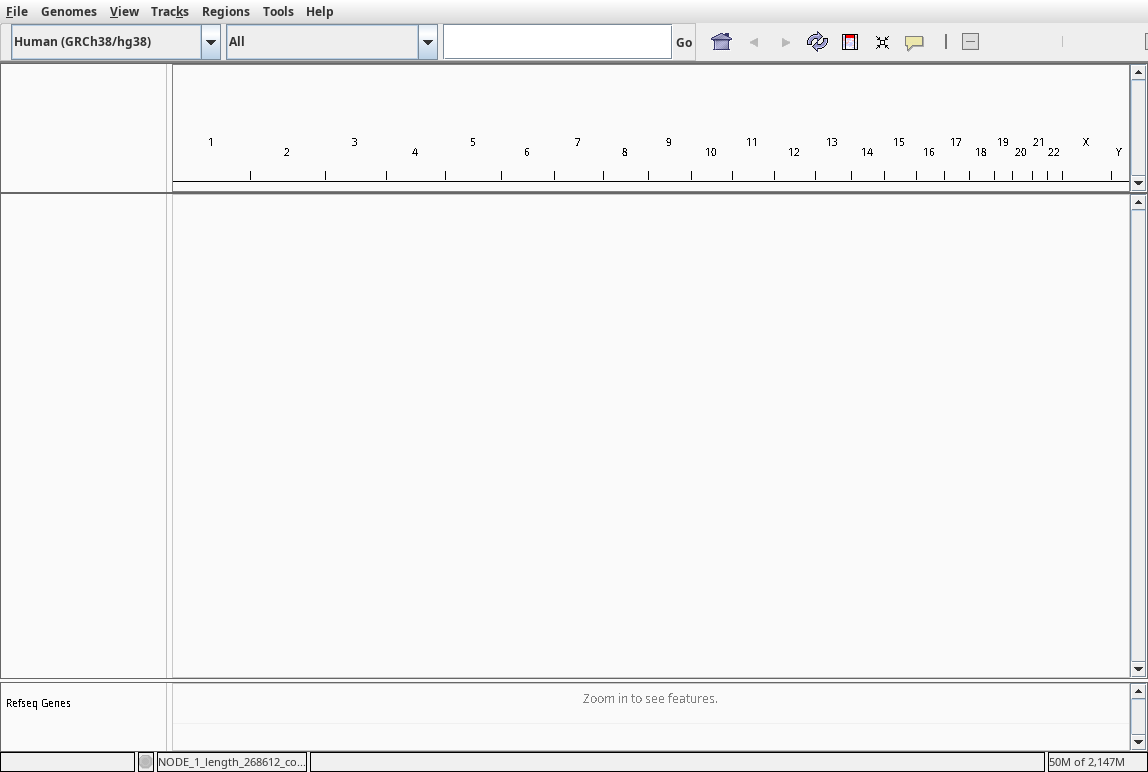 File Genomes View Tracks Regions Tools Help
Human (GRCh38/hg38) All Go
1 3 5 7 9 11 13 15 17 19 21 X
2 4 6 8 10 12 14 16 18 20 22 Y
Zoom in to see features.
Refseq Genes
NODE_1_length_268612_co... 50M of 2,147M